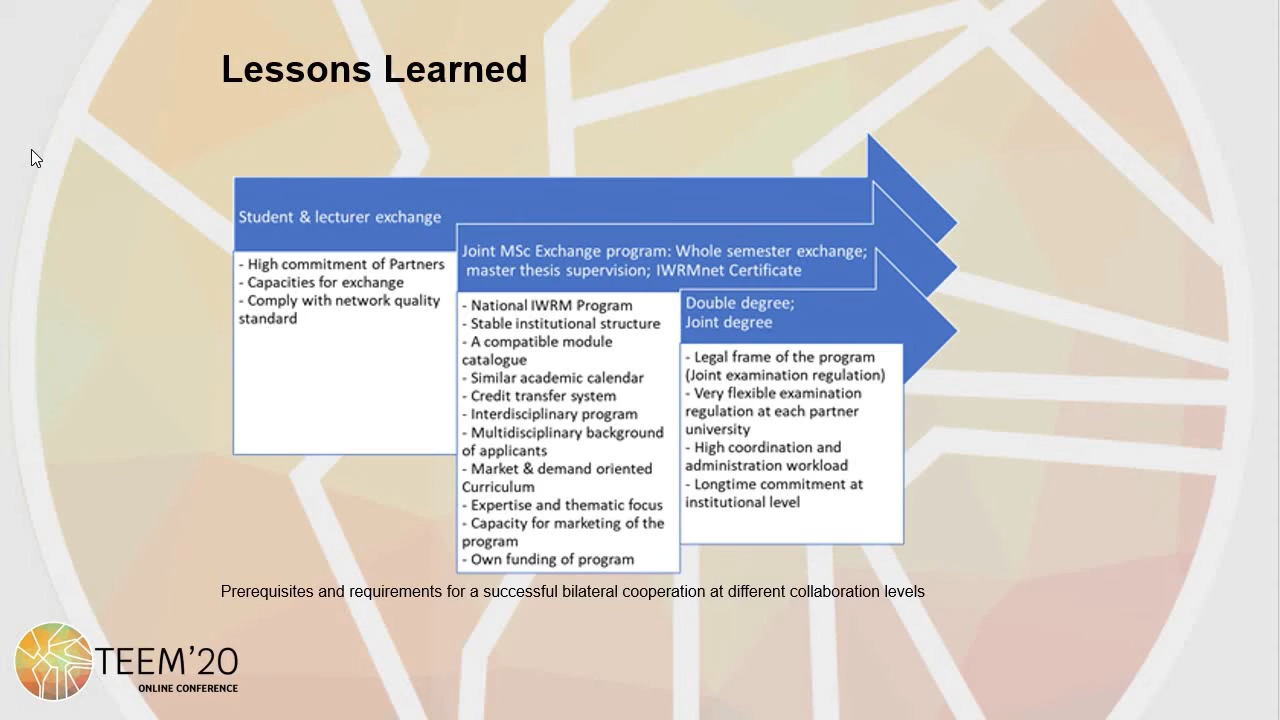 Lessons Learned
Student & lecturer exchange
- High commitment of Partners
- Capacities for exchange
- Comply with network quality
standard
Joint MSc Exchange program: Whole semester exchange;
master thesis supervision; IWRMnet Certificate
- National IWRM Program
- Stable institutional structure
- A compatible module
catalogue
- Similar academic calendar
- Credit transfer system
- Interdisciplinary program
- Multidisciplinary background
of applicants
- Market & demand oriented
Curriculum
- Expertise and thematic focus
- Capacity for marketing of the
program
- Own funding of program
Double degree;
Joint degree
- Legal frame of the program
(Joint examination regulation)
- Very flexible examination
regulation at each partner
university
- High coordination and
administration workload
- Longtime commitment at
institutional level
Prerequisites and requirements for a successful bilateral cooperation at different collaboration levels
TEEM’20
ONLINE CONFERENCE